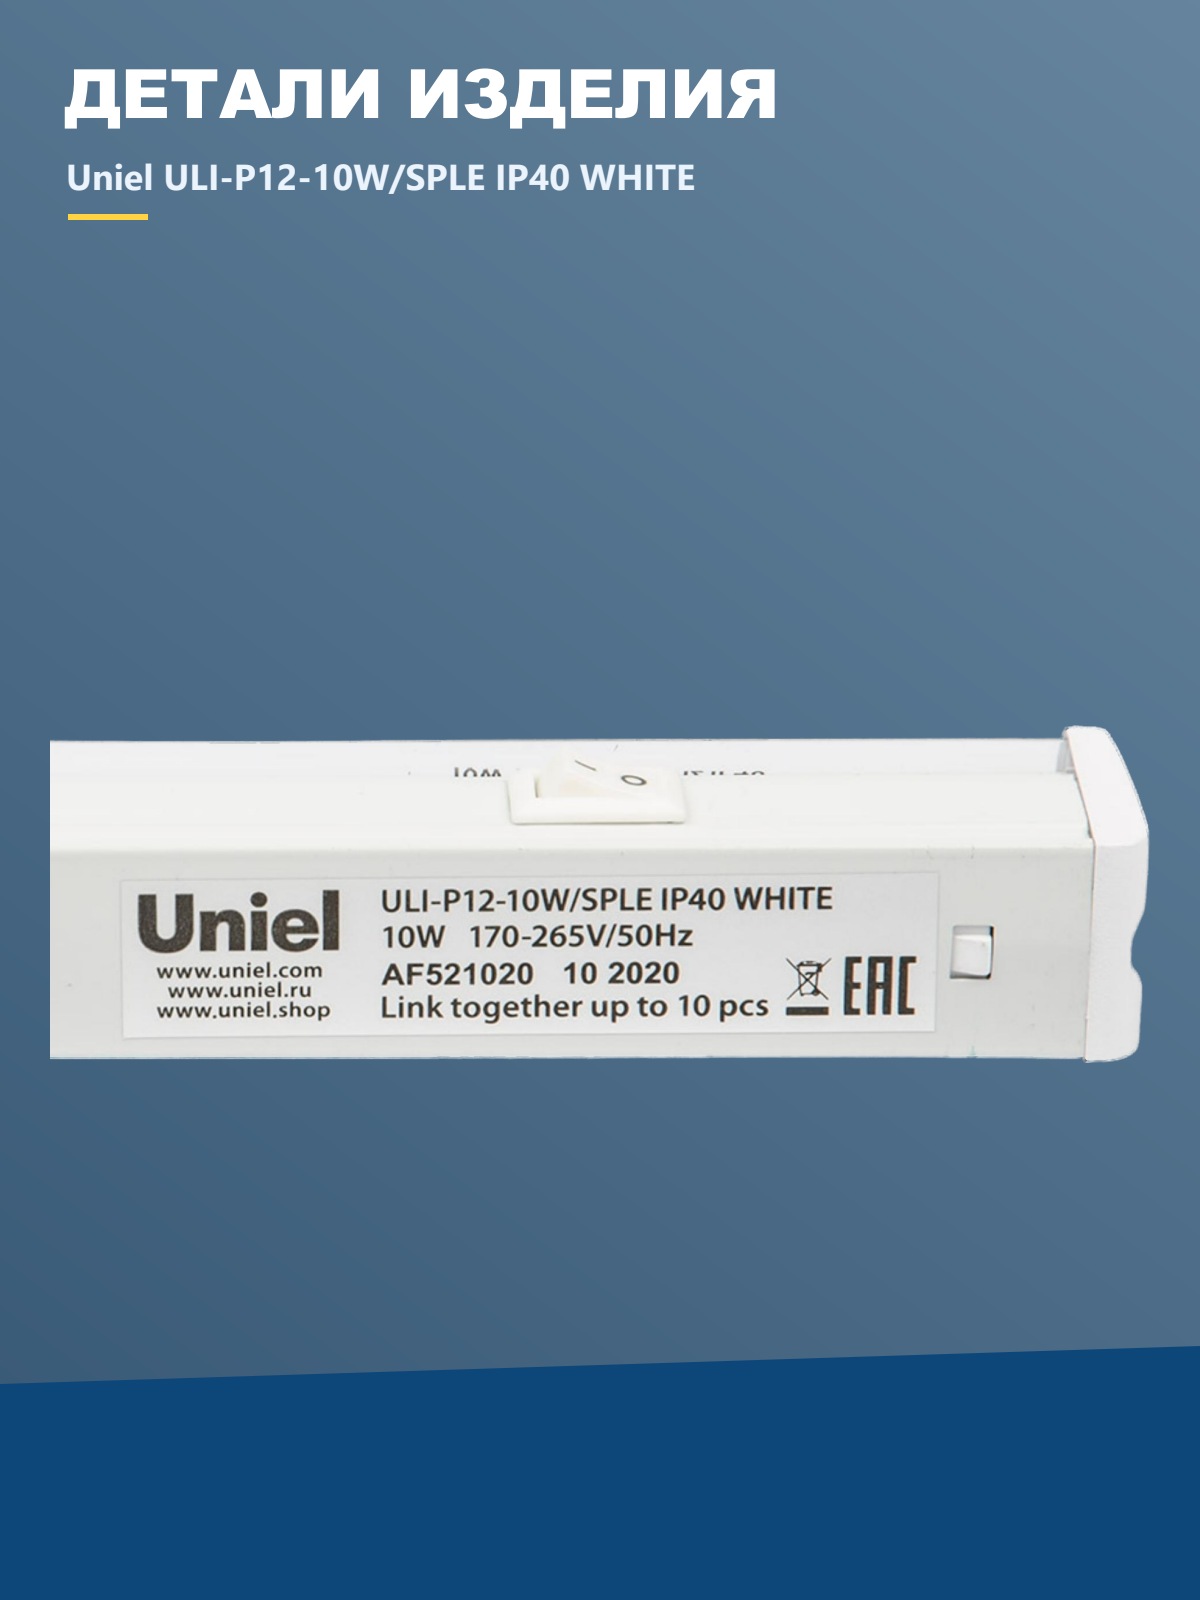 ДЕТАЛИ ИЗДЕЛИЯ
Uniel ULI-P12-10W/SPLE IP40 WHITE
Uniel
www.uniel.com
www.uniel.ru
www.uniel.shop
ULI-P12-10W/SPLE IP40 WHITE
10W 170-265V/50Hz
AF521020 10 2020
Link together up to 10 pcs
EAC